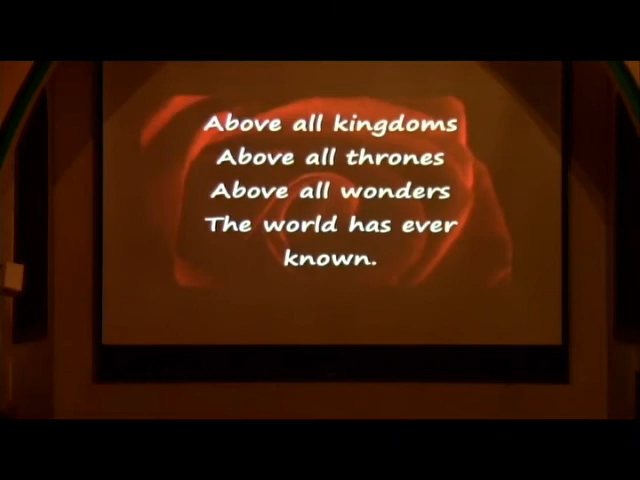 Above all kingdoms
Above all thrones
Above all wonders
The world has ever
known.